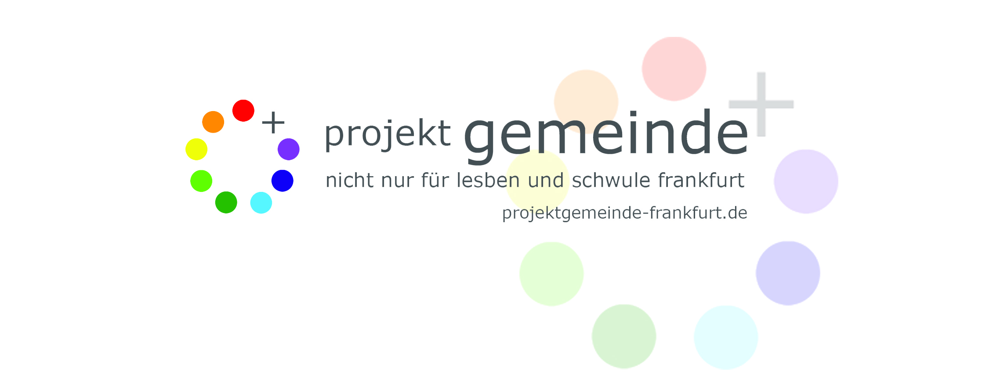 projekt gemeinde
nicht nur für lesben und schwule frankfurt
projektgemeinde-frankfurt.de